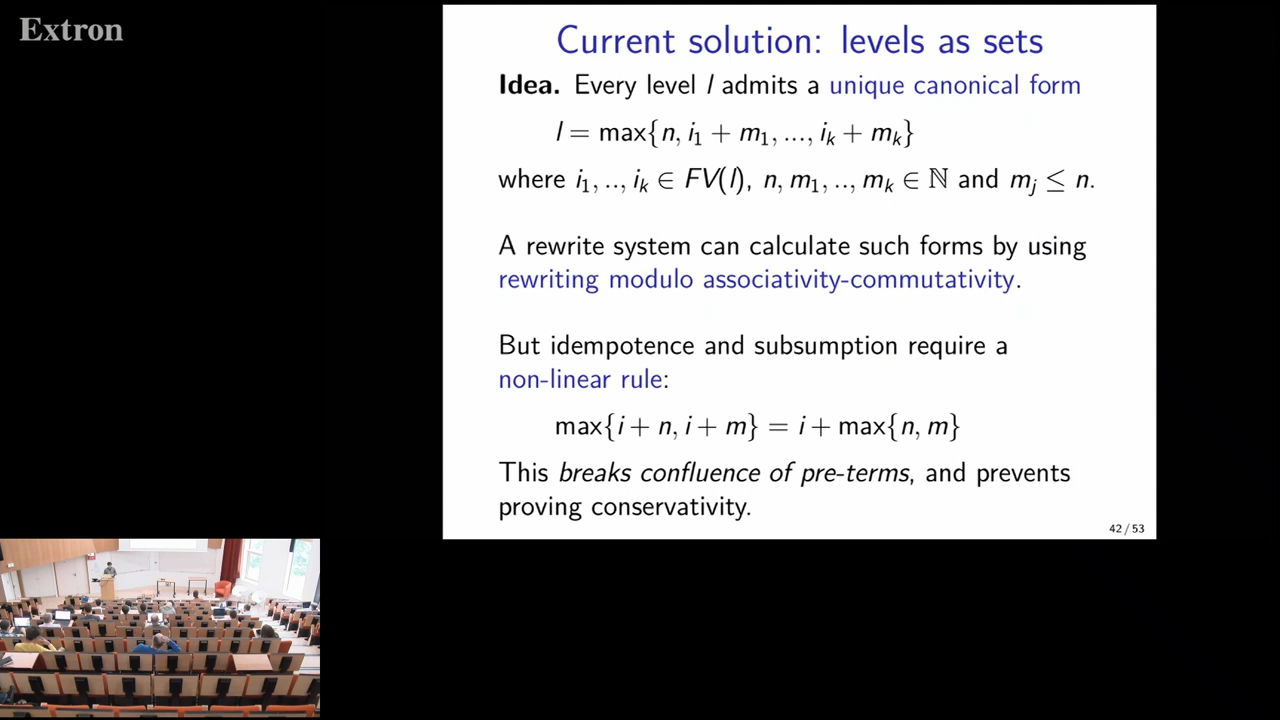 Extron
Current solution: levels as sets
Idea. Every level l admits a unique canonical form
l = max{n, i₁ + m₁, ..., iₖ + mₖ}
where i₁, .., iₖ ∈ FV(l), n, m₁, .., mₖ ∈ ℕ and mⱼ ≤ n.
A rewrite system can calculate such forms by using
rewriting modulo associativity-commutativity.
But idempotence and subsumption require a
non-linear rule:
max{i + n, i + m} = i + max{n, m}
This breaks confluence of pre-terms, and prevents
proving conservativity.
42 / 53